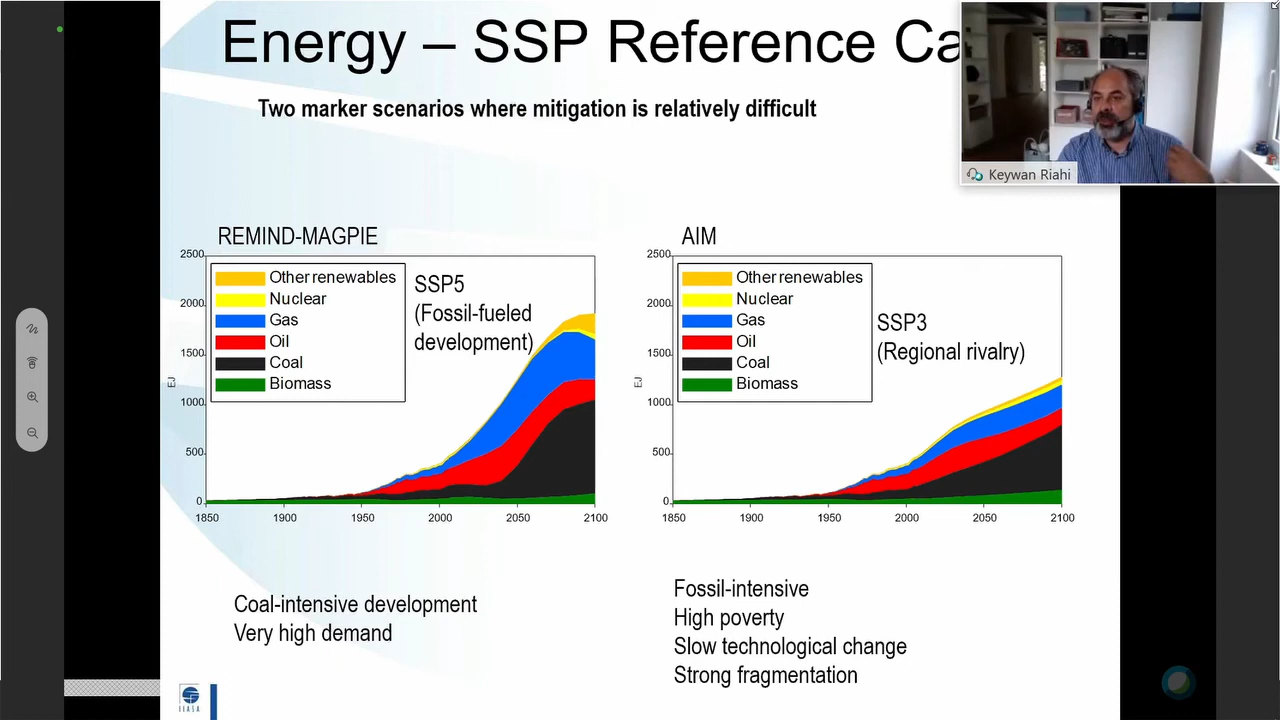 Energy – SSP Reference Ca
Two marker scenarios where mitigation is relatively difficult
Keywan Riahi
REMIND-MAGPIE
2500
2000
1500
1000
500
0
EJ
Other renewables
Nuclear
Gas
Oil
Coal
Biomass
SSP5
(Fossil-fueled
development)
1850
1900
1950
2000
2050
2100
AIM
2500
2000
1500
1000
500
0
EJ
Other renewables
Nuclear
Gas
Oil
Coal
Biomass
SSP3
(Regional rivalry)
1850
1900
1950
2000
2050
2100
Coal-intensive development
Very high demand
Fossil-intensive
High poverty
Slow technological change
Strong fragmentation
IIASA